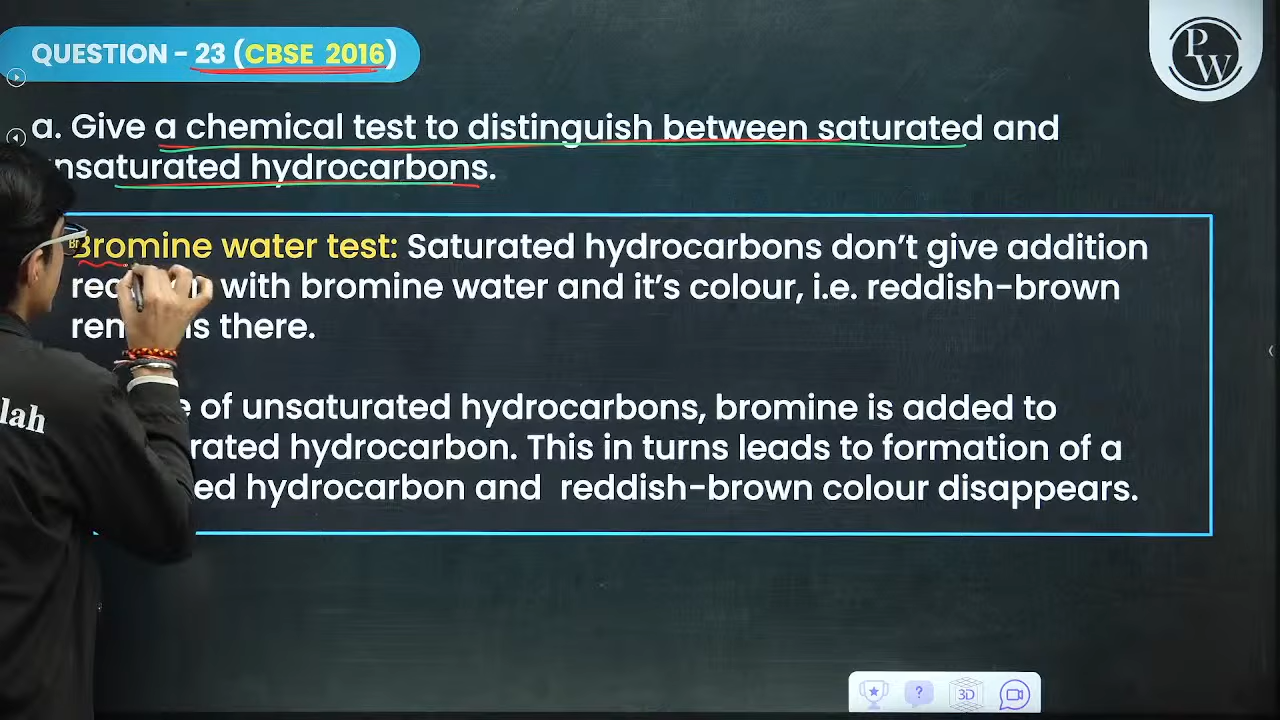 QUESTION - 23 (CBSE 2016)
PW
a. Give a chemical test to distinguish between saturated and
nsaturated hydrocarbons.
Bromine water test: Saturated hydrocarbons don't give addition
with bromine water and it's colour, i.e. reddish-brown
there.
of unsaturated hydrocarbons, bromine is added to
rated hydrocarbon. This in turns leads to formation of a
ed hydrocarbon and reddish-brown colour disappears.
lah
3D